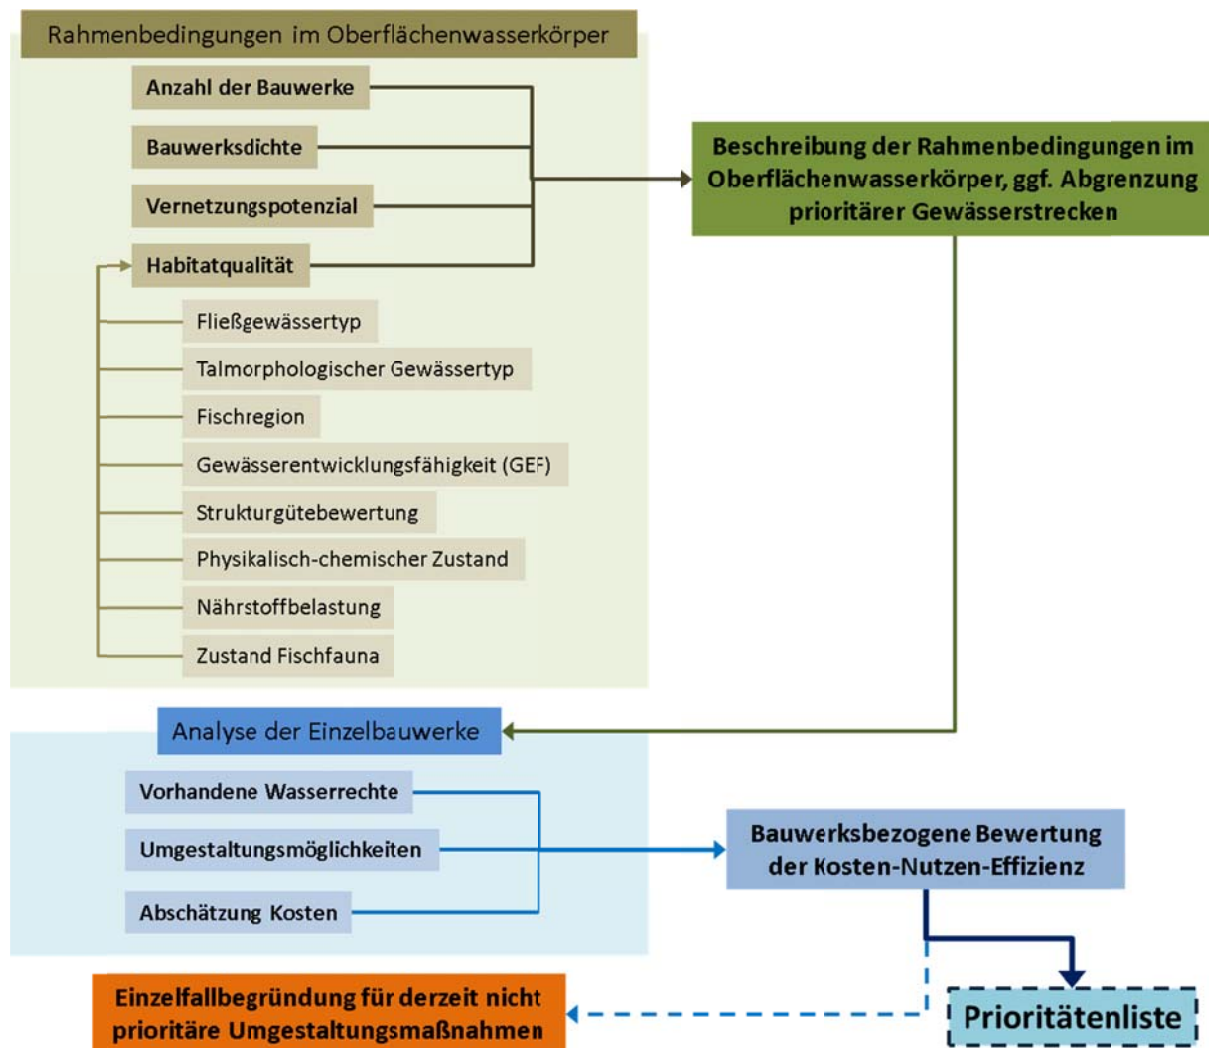 Rahmenbedingungen im Oberflächenwasserkörper
Anzahl der Bauwerke
Bauwerksdichte
Vernetzungspotenzial
Habitatqualität
Fließgewässertyp
Talmorphologischer Gewässertyp
Fischregion
Gewässerentwicklungsfähigkeit (GEF)
Strukturgütebewertung
Physikalisch-chemischer Zustand
Nährstoffbelastung
Zustand Fischfauna
Beschreibung der Rahmenbedingungen im
Oberflächenwasserkörper, ggf. Abgrenzung
prioritärer Gewässerstrecken
Analyse der Einzelbauwerke
Vorhandene Wasserrechte
Umgestaltungsmöglichkeiten
Abschätzung Kosten
Bauwerksbezogene Bewertung
der Kosten-Nutzen-Effizienz
Einzelfallbegründung für derzeit nicht
prioritäre Umgestaltungsmaßnahmen
Prioritätenliste